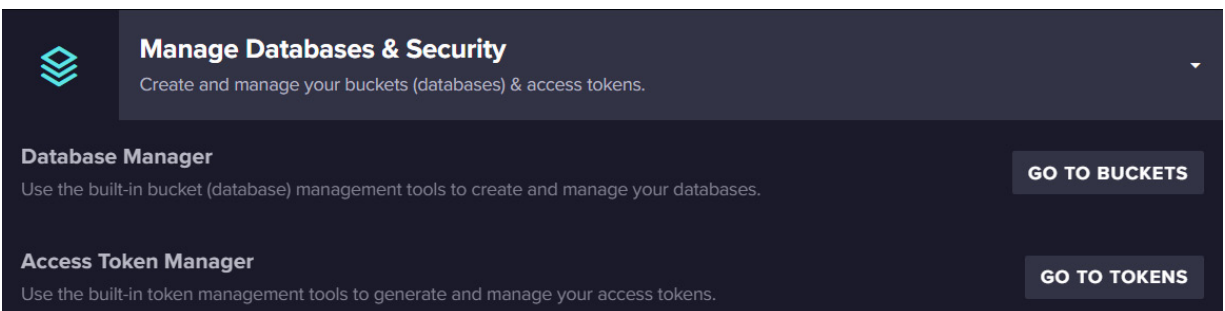 Manage Databases & Security
Create and manage your buckets (databases) & access tokens.
Database Manager
Use the built-in bucket (database) management tools to create and manage your databases.
GO TO BUCKETS
Access Token Manager
Use the built-in token management tools to generate and manage your access tokens.
GO TO TOKENS